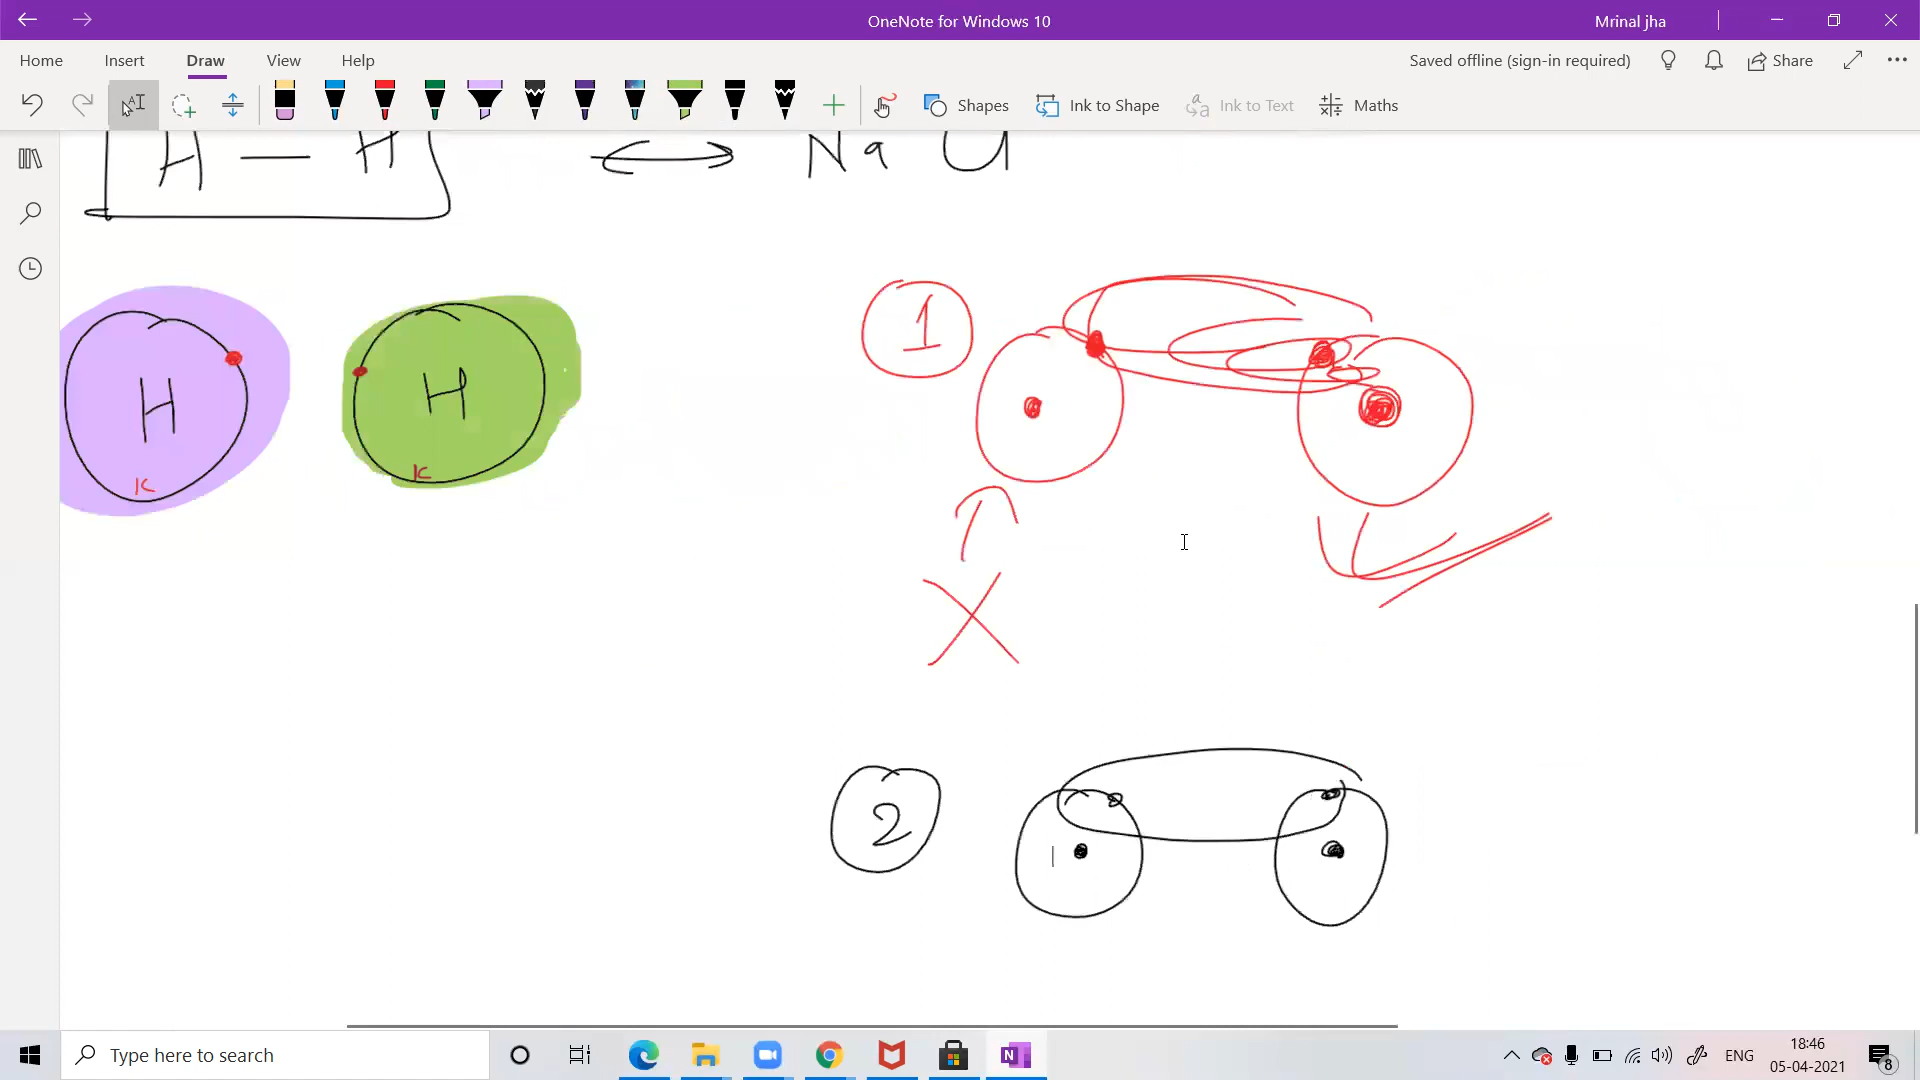 OneNote for Windows 10
Mrinal jha
Home Insert Draw View Help
Saved offline (sign-in required)
Share
Shapes Ink to Shape Ink to Text Maths
H — H ↔ Na Cl
1
H H
K K
X
2
Type here to search
ENG
18:46
05-04-2021
8